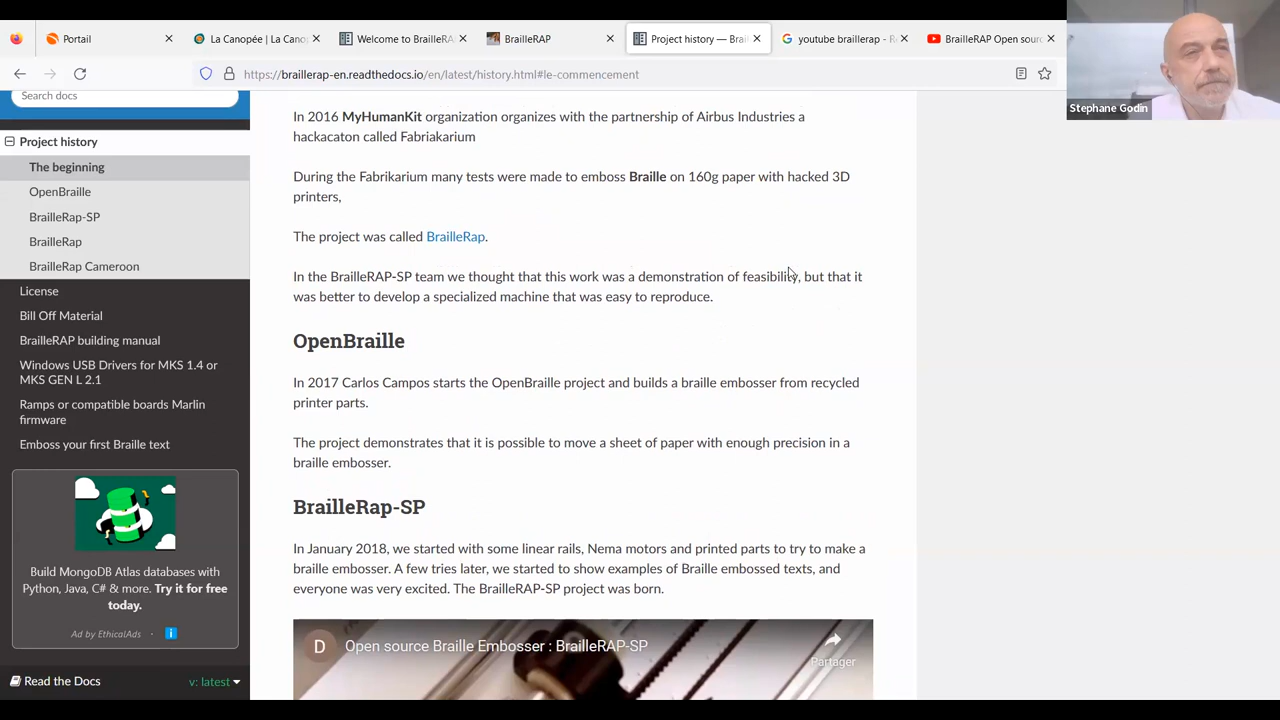 Portail
La Canopée | La Cano
Welcome to BrailleRA
BrailleRAP
Project history — Brai
youtube braillerap - Re
BrailleRAP Open sourc
https://braillerap-en.readthedocs.io/en/latest/history.html#le-commencement
Stephane Godin
Search docs
Project history
The beginning
OpenBraille
BrailleRap-SP
BrailleRap
BrailleRap Cameroon
License
Bill Off Material
BrailleRAP building manual
Windows USB Drivers for MKS 1.4 or
MKS GEN L 2.1
Ramps or compatible boards Marlin
firmware
Emboss your first Braille text
Build MongoDB Atlas databases with
Python, Java, C# & more. Try it for free
today.
Ad by EthicalAds · i
Read the Docs
v: latest
In 2016 MyHumanKit organization organizes with the partnership of Airbus Industries a
hackacaton called Fabriakarium
During the Fabrikarium many tests were made to emboss Braille on 160g paper with hacked 3D
printers,
The project was called BrailleRap.
In the BrailleRAP-SP team we thought that this work was a demonstration of feasibility, but that it
was better to develop a specialized machine that was easy to reproduce.
OpenBraille
In 2017 Carlos Campos starts the OpenBraille project and builds a braille embosser from recycled
printer parts.
The project demonstrates that it is possible to move a sheet of paper with enough precision in a
braille embosser.
BrailleRap-SP
In January 2018, we started with some linear rails, Nema motors and printed parts to try to make a
braille embosser. A few tries later, we started to show examples of Braille embossed texts, and
everyone was very excited. The BrailleRAP-SP project was born.
D
Open source Braille Embosser : BrailleRAP-SP
Partager